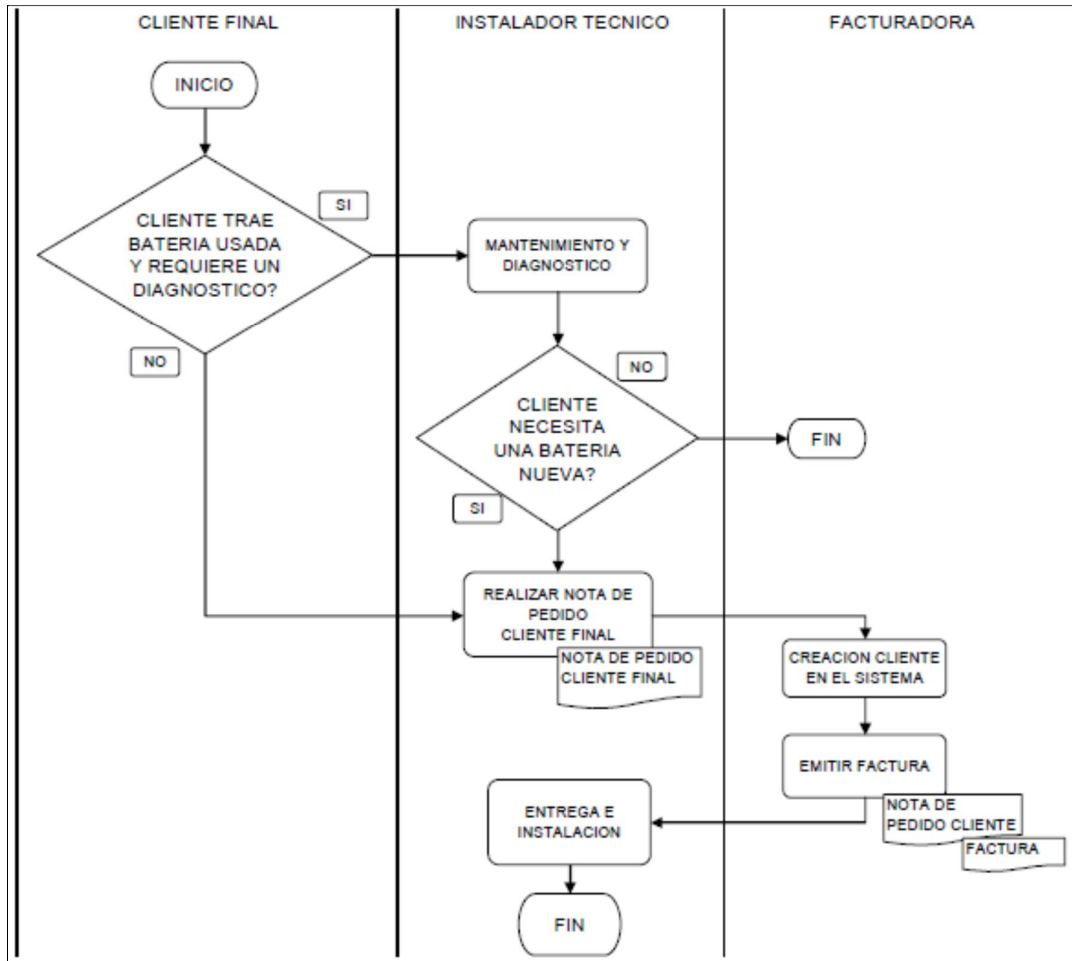 CLIENTE FINAL
INSTALADOR TECNICO
FACTURADORA
INICIO
SI
CLIENTE TRAE
BATERIA USADA
Y REQUIERE UN
DIAGNOSTICO?
NO
MANTENIMIENTO Y
DIAGNOSTICO
NO
CLIENTE
NECESITA
UNA BATERIA
NUEVA?
SI
FIN
REALIZAR NOTA DE
PEDIDO
CLIENTE FINAL
NOTA DE PEDIDO
CLIENTE FINAL
CREACION CLIENTE
EN EL SISTEMA
EMITIR FACTURA
NOTA DE
PEDIDO CLIENTE
FACTURA
ENTREGA E
INSTALACION
FIN